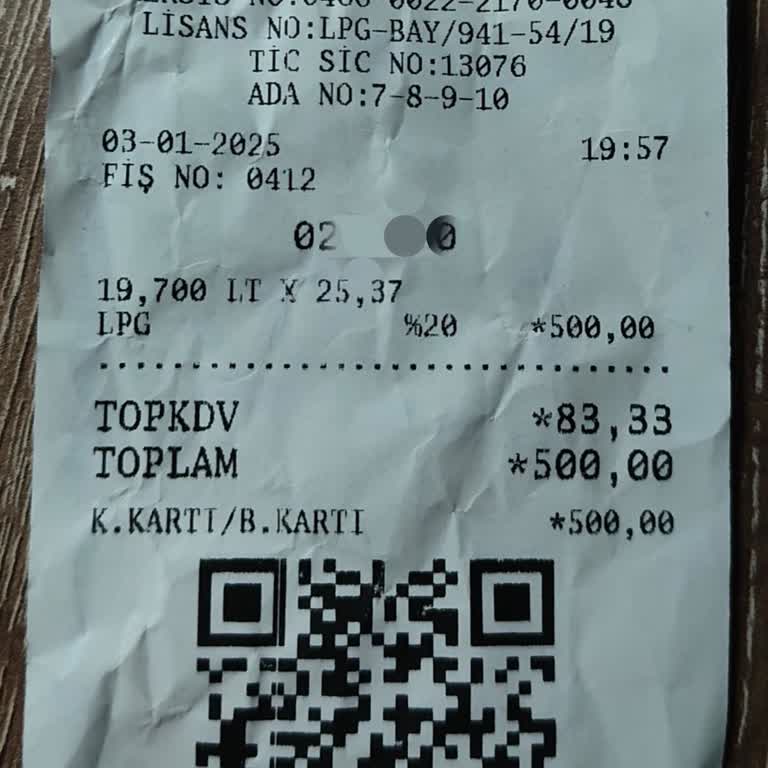 LİSANS NO:LPG-BAY/941-54/19
TİC SİC NO:13076
ADA NO:7-8-9-10
03-01-2025 19:57
FİŞ NO: 0412
19,700 LT X 25,37
LPG %20 *500,00
TOPKDV *83,33
TOPLAM *500,00
K.KARTI/B.KARTI *500,00